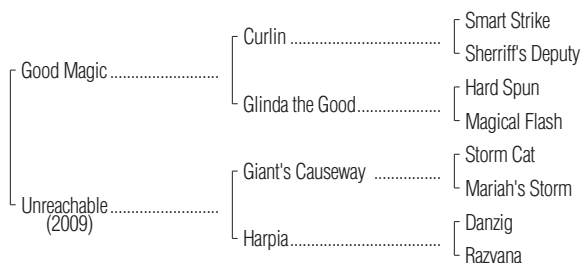 Smart Strike
Curlin
Sherriff's Deputy
Good Magic
Hard Spun
Glinda the Good
Magical Flash
Storm Cat
Giant's Causeway
Mariah's Storm
Unreachable
(2009)
Danzig
Harpia
Razyana